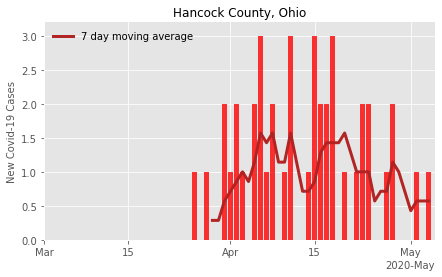 Hancock County, Ohio
7 day moving average
New Covid-19 Cases
3.0
2.5
2.0
1.5
1.0
0.5
0.0
Mar 15 Apr 15 May
2020-May